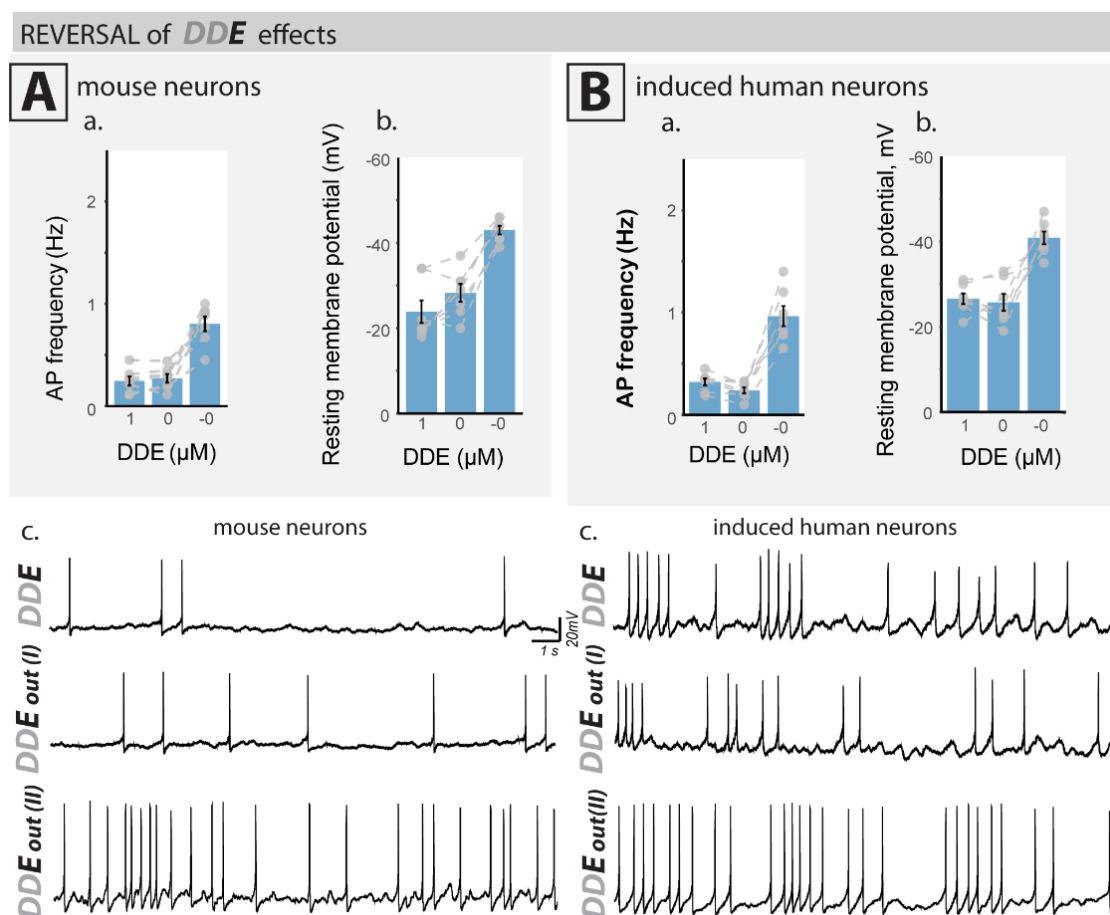 REVERSAL of DDE effects
A mouse neurons
a.
AP frequency (Hz)
2
1
0
1 0 -0
DDE (µM)
b.
Resting membrane potential (mV)
-60
-40
-20
0
1 0 -0
DDE (µM)
B induced human neurons
a.
AP frequency (Hz)
2
1
0
1 0 -0
DDE (µM)
b.
Resting membrane potential, mV
-60
-40
-20
0
1 0 -0
DDE (µM)
c. mouse neurons
DDE
1 s
20mV
DDE out (I)
DDE out (II)
c. induced human neurons
DDE
DDE out (I)
DDE out(II)